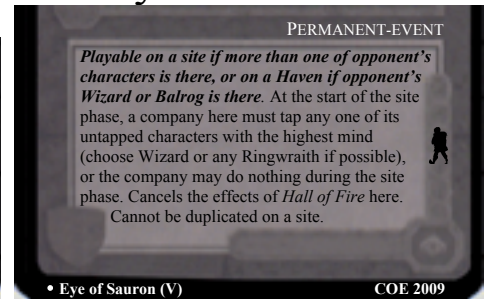 PERMANENT-EVENT
Playable on a site if more than one of opponent's
characters is there, or on a Haven if opponent's
Wizard or Balrog is there. At the start of the site
phase, a company here must tap any one of its
untapped characters with the highest mind
(choose Wizard or any Ringwraith if possible),
or the company may do nothing during the site
phase. Cancels the effects of Hall of Fire here.
Cannot be duplicated on a site.
• Eye of Sauron (V) COE 2009